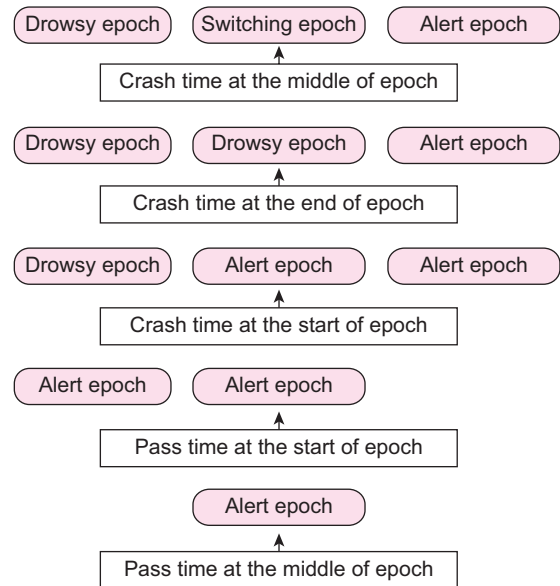 Drowsy epoch Switching epoch Alert epoch
Crash time at the middle of epoch
Drowsy epoch Drowsy epoch Alert epoch
Crash time at the end of epoch
Drowsy epoch Alert epoch Alert epoch
Crash time at the start of epoch
Alert epoch Alert epoch
Pass time at the start of epoch
Alert epoch
Pass time at the middle of epoch